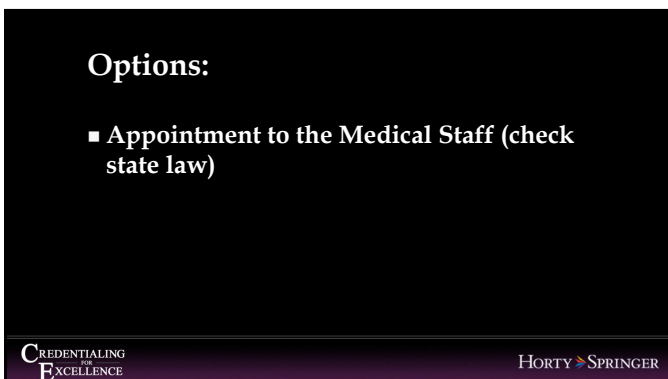 Options:
▪ Appointment to the Medical Staff (check
state law)
CREDENTIALING
FOR
EXCELLENCE
HORTY SPRINGER